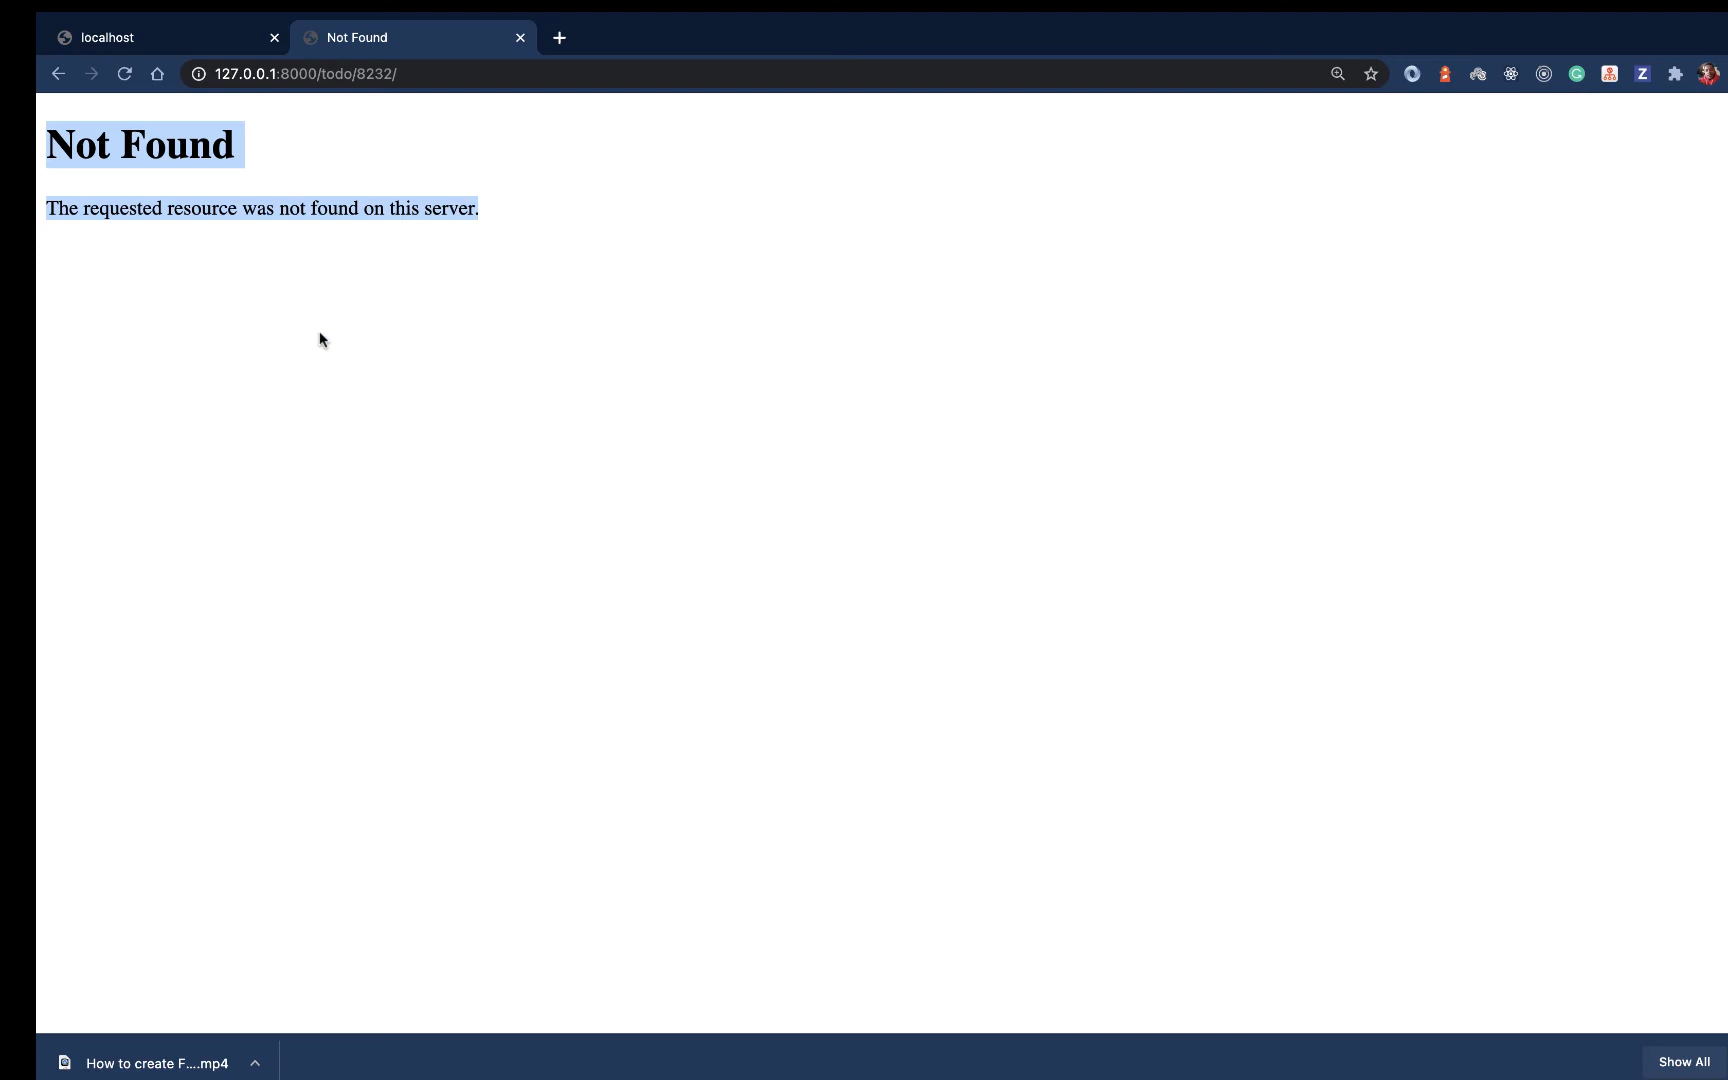 localhost
Not Found
127.0.0.1:8000/todo/8232/
Not Found
The requested resource was not found on this server.
How to create F....mp4
Show All